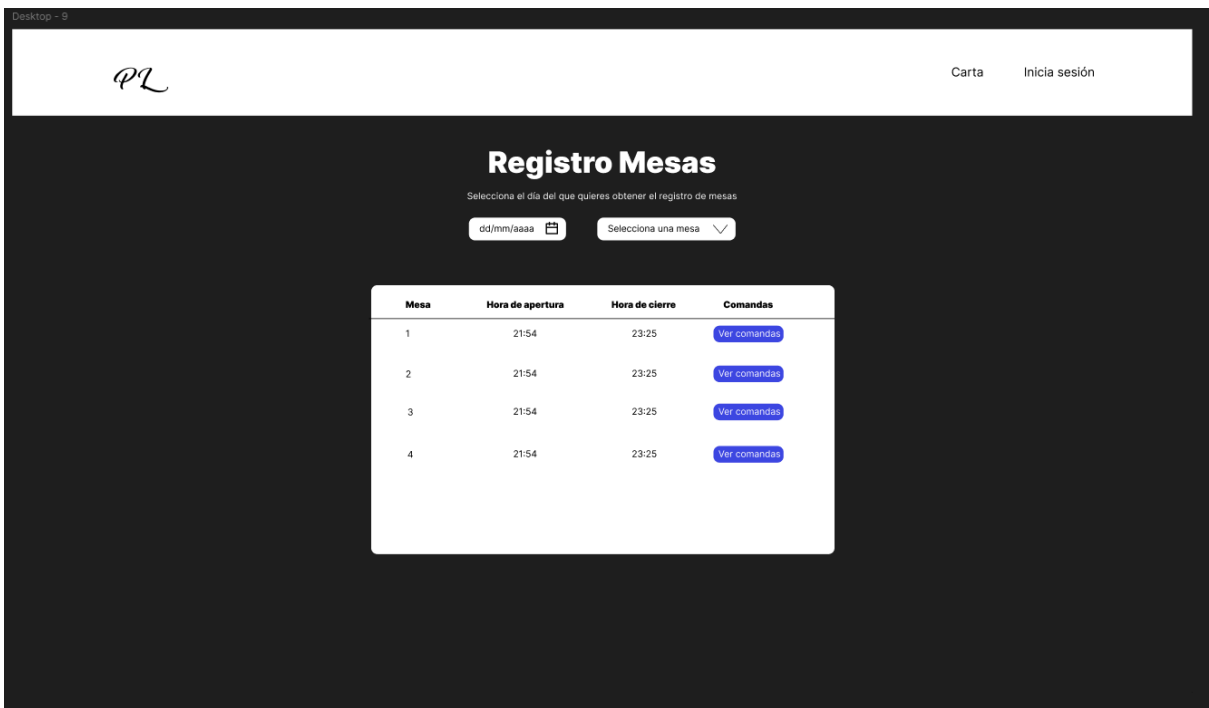 Desktop - 9
PL
Carta Inicia sesión
Registro Mesas
Selecciona el día del que quieres obtener el registro de mesas
dd/mm/aaaa Selecciona una mesa
Mesa Hora de apertura Hora de cierre Comandas
1 21:54 23:25 Ver comandas
2 21:54 23:25 Ver comandas
3 21:54 23:25 Ver comandas
4 21:54 23:25 Ver comandas